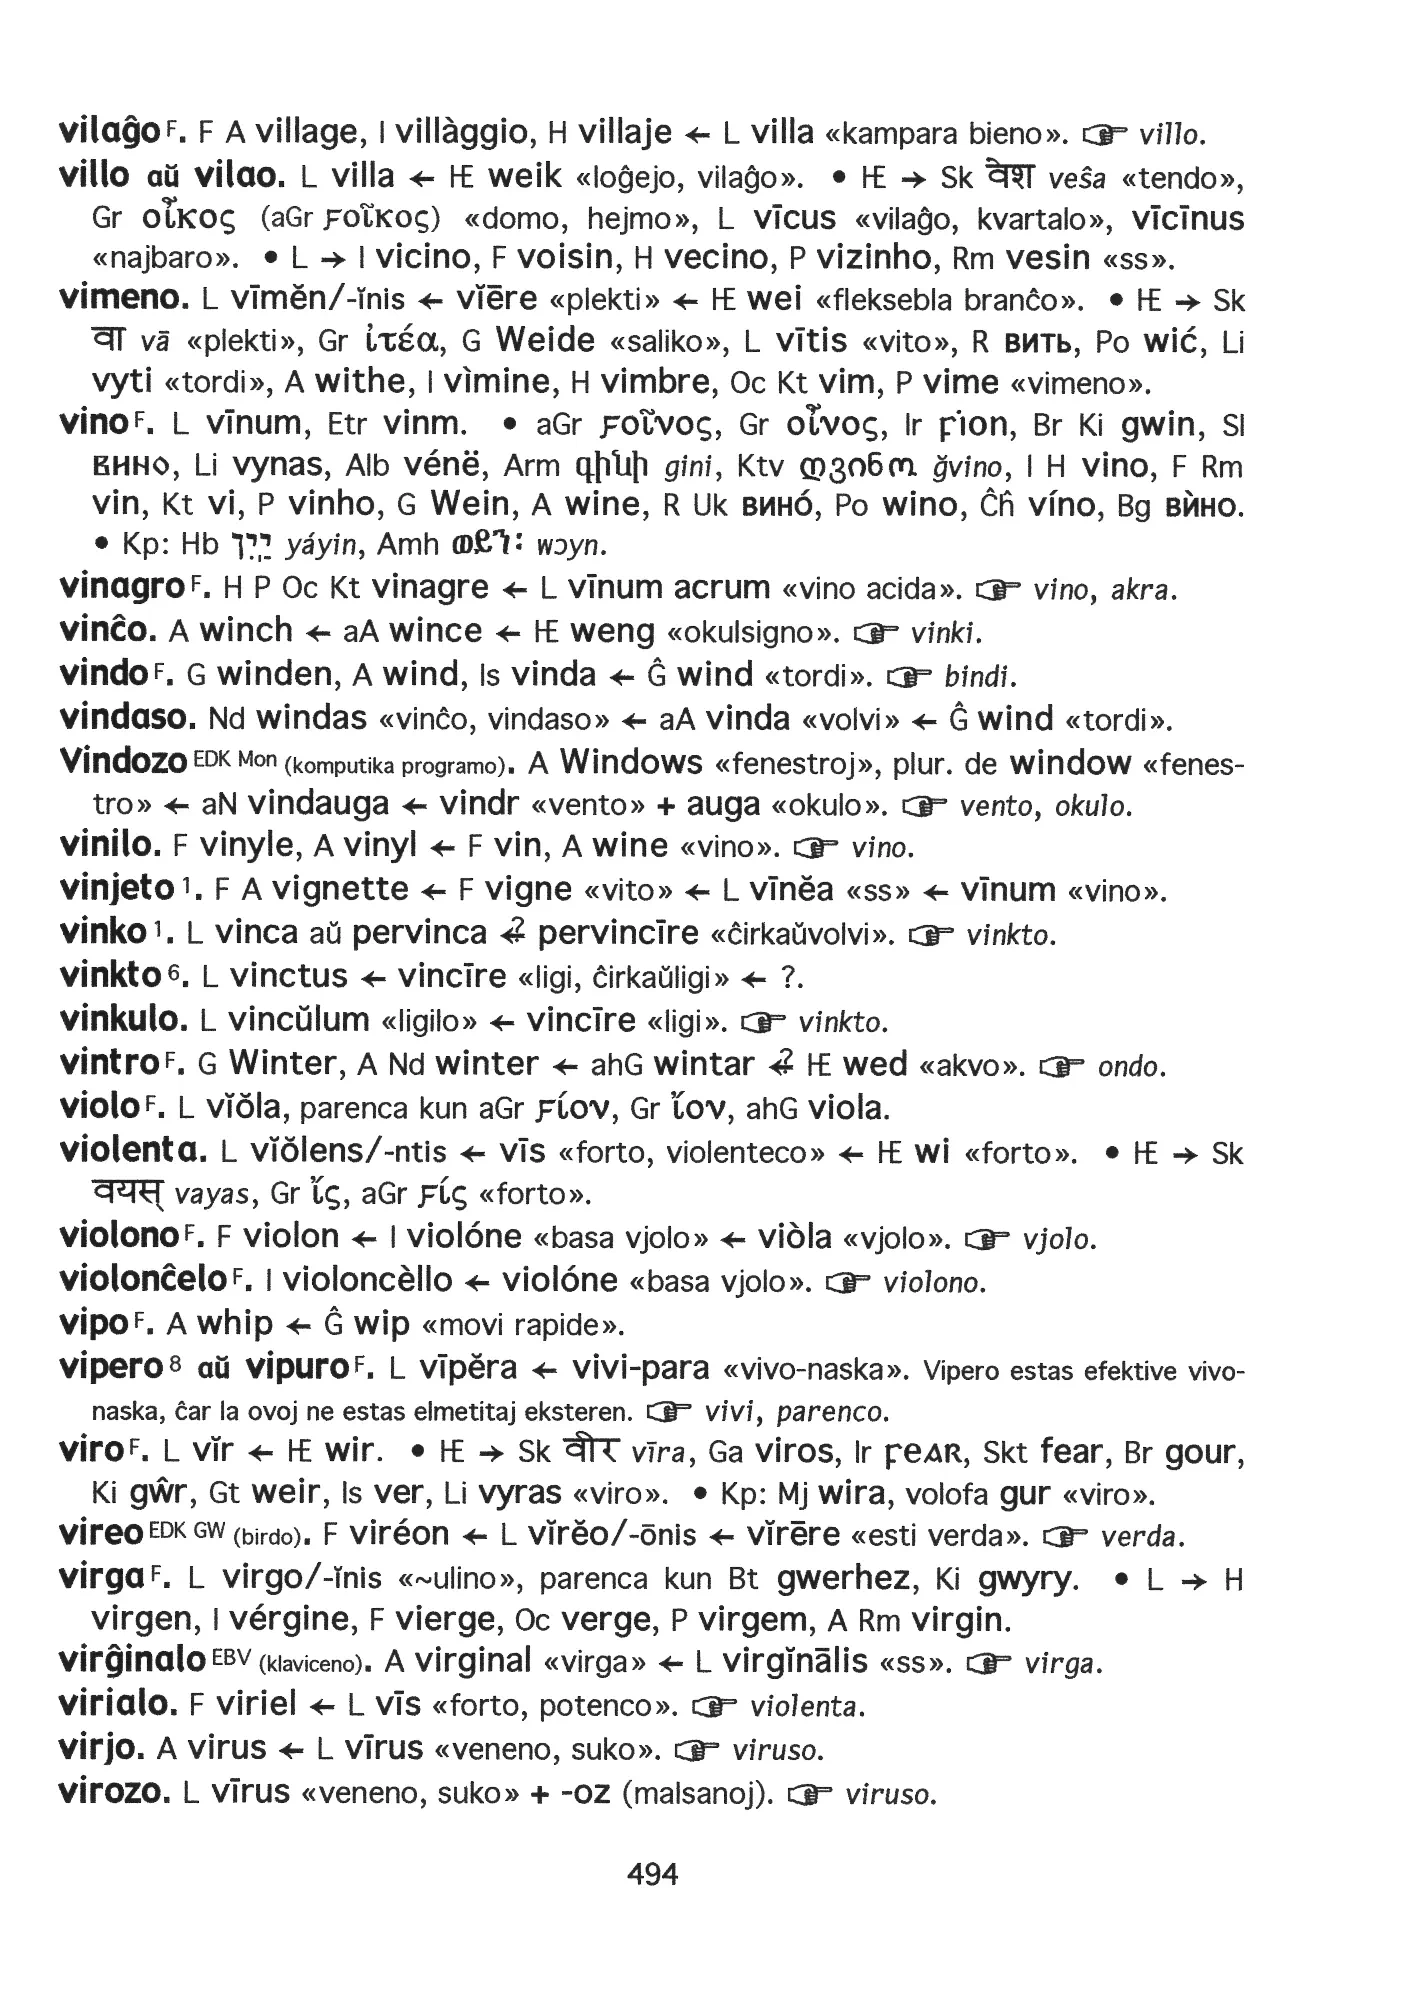 vilaĝo F. F A village, I villàggio, H villaje ← L villa «kampara bieno». ☞ villo.
villo aŭ vilao. L villa ← IE weik «loĝejo, vilaĝo». • IE → Sk वेश veŝa «tendo»,
Gr οἶκος (aGr ϝοῖκος) «domo, hejmo», L vīcus «vilaĝo, kvartalo», vīcīnus
«najbaro». • L → I vicino, F voisin, H vecino, P vizinho, Rm vesin «ss».
vimeno. L vīmĕn/-ĭnis ← vĭēre «plekti» ← IE wei «fleksebla branĉo». • IE → Sk
वा vā «plekti», Gr ἰτέα, G Weide «saliko», L vītis «vito», R вить, Po wić, Li
vyti «tordi», A withe, I vìmine, H vimbre, Oc Kt vim, P vime «vimeno».
vino F. L vīnum, Etr vinm. • aGr ϝοῖνος, Gr οἶνος, Ir fíon, Br Ki gwin, Sl
вино, Li vynas, Alb vénë, Arm գինի gini, Ktv ღვინო ğvino, I H vino, F Rm
vin, Kt vi, P vinho, G Wein, A wine, R Uk вино́, Po wino, Ĉĥ víno, Bg вѝно.
• Kp: Hb יַיִן yáyin, Amh ወይን፡ wɔyn.
vinagro F. H P Oc Kt vinagre ← L vīnum acrum «vino acida». ☞ vino, akra.
vinĉo. A winch ← aA wince ← IE weng «okulsigno». ☞ vinki.
vindo F. G winden, A wind, Is vinda ← Ĝ wind «tordi». ☞ bindi.
vindaso. Nd windas «vinĉo, vindaso» ← aA vinda «volvi» ← Ĝ wind «tordi».
Vindozo EDK Mon (komputika programo). A Windows «fenestroj», plur. de window «fenes-
tro» ← aN vindauga ← vindr «vento» + auga «okulo». ☞ vento, okulo.
vinilo. F vinyle, A vinyl ← F vin, A wine «vino». ☞ vino.
vinjeto 1. F A vignette ← F vigne «vito» ← L vīnĕa «ss» ← vīnum «vino».
vinko 1. L vinca aŭ pervinca ←? pervincīre «ĉirkaŭvolvi». ☞ vinkto.
vinkto 6. L vinctus ← vincīre «ligi, ĉirkaŭligi» ← ?.
vinkulo. L vincŭlum «ligilo» ← vincīre «ligi». ☞ vinkto.
vintro F. G Winter, A Nd winter ← ahG wintar ←? IE wed «akvo». ☞ ondo.
violo F. L vĭŏla, parenca kun aGr ϝίον, Gr ἴον, ahG viola.
violenta. L vĭŏlens/-ntis ← vīs «forto, violenteco» ← IE wi «forto». • IE → Sk
वयस् vayas, Gr ἴς, aGr ϝίς «forto».
violono F. F violon ← I violóne «basa vjolo» ← viòla «vjolo». ☞ vjolo.
violonĉelo F. I violoncèllo ← violóne «basa vjolo». ☞ violono.
vipo F. A whip ← Ĝ wip «movi rapide».
vipero 8 aŭ vipuro F. L vīpĕra ← vivi-para «vivo-naska». Vipero estas efektive vivo-
naska, ĉar la ovoj ne estas elmetitaj eksteren. ☞ vivi, parenco.
viro F. L vĭr ← IE wir. • IE → Sk वीर vīra, Ga viros, Ir fear, Skt fear, Br gour,
Ki gŵr, Gt weir, Is ver, Li vyras «viro». • Kp: Mj wira, volofa gur «viro».
vireo EDK GW (birdo). F viréon ← L vĭrĕo/-ōnis ← vĭrēre «esti verda». ☞ verda.
virga F. L virgo/-ĭnis «~ulino», parenca kun Bt gwerhez, Ki gwyry. • L → H
virgen, I vérgine, F vierge, Oc verge, P virgem, A Rm virgin.
virĝinalo EBV (klaviceno). A virginal «virga» ← L virgĭnālis «ss». ☞ virga.
virialo. F viriel ← L vīs «forto, potenco». ☞ violenta.
virjo. A virus ← L vīrus «veneno, suko». ☞ viruso.
virozo. L vīrus «veneno, suko» + -oz (malsanoj). ☞ viruso.
494